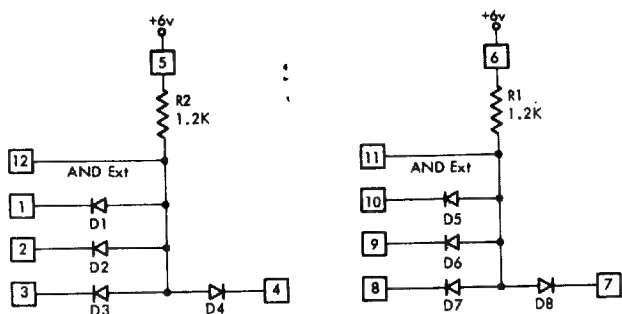 +6v
5
R2
1.2K
12
AND Ext
1
D1
2
D2
3
D3
D4
4
+6v
6
R1
1.2K
11
AND Ext
10
D5
9
D6
8
D7
D8
7